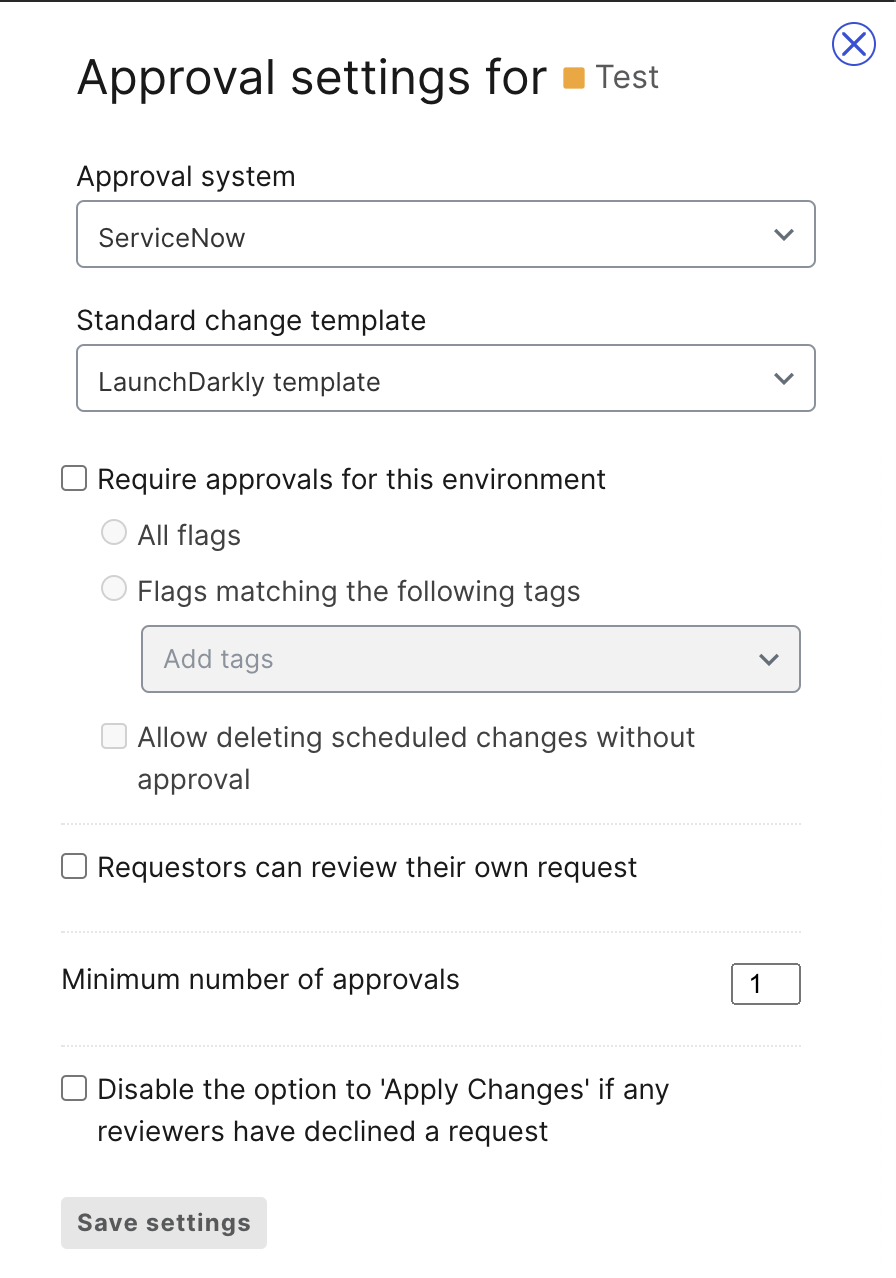 Approval settings for Test
Approval system
ServiceNow
Standard change template
LaunchDarkly template
Require approvals for this environment
All flags
Flags matching the following tags
Add tags
Allow deleting scheduled changes without
approval
Requestors can review their own request
Minimum number of approvals 1
Disable the option to 'Apply Changes' if any
reviewers have declined a request
Save settings